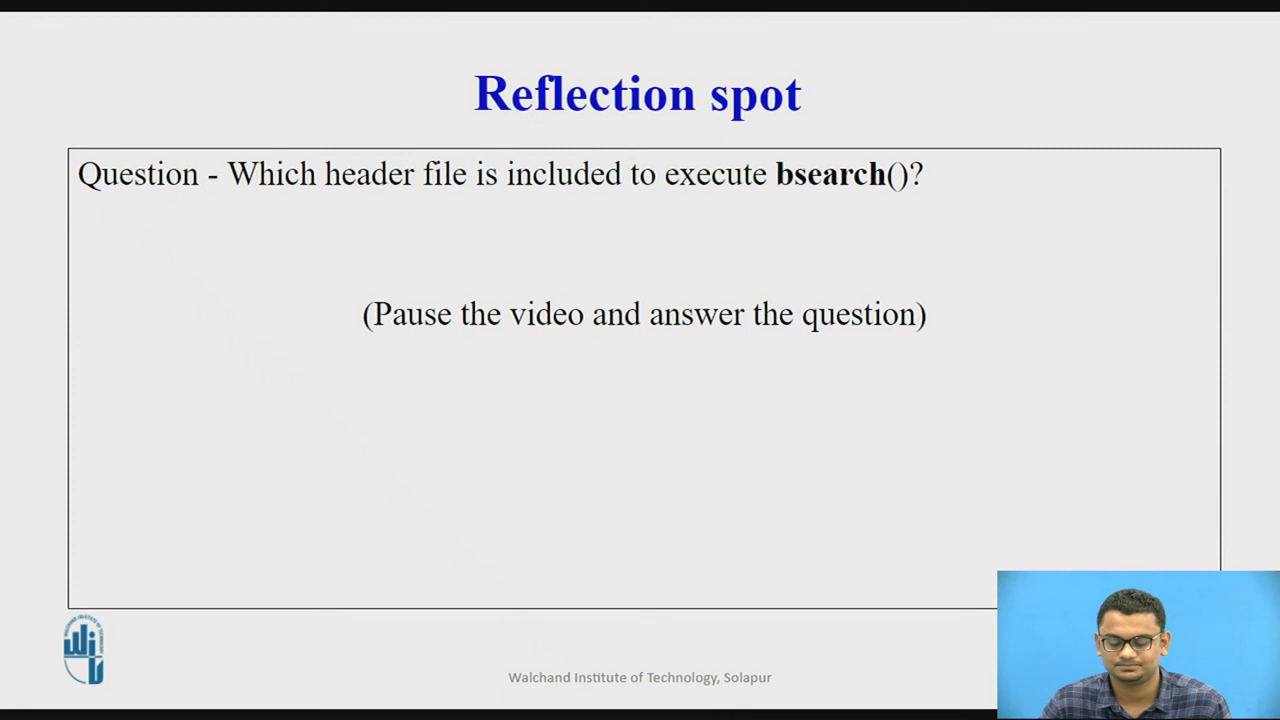 Reflection spot
Question - Which header file is included to execute bsearch()?
(Pause the video and answer the question)
Walchand Institute of Technology, Solapur